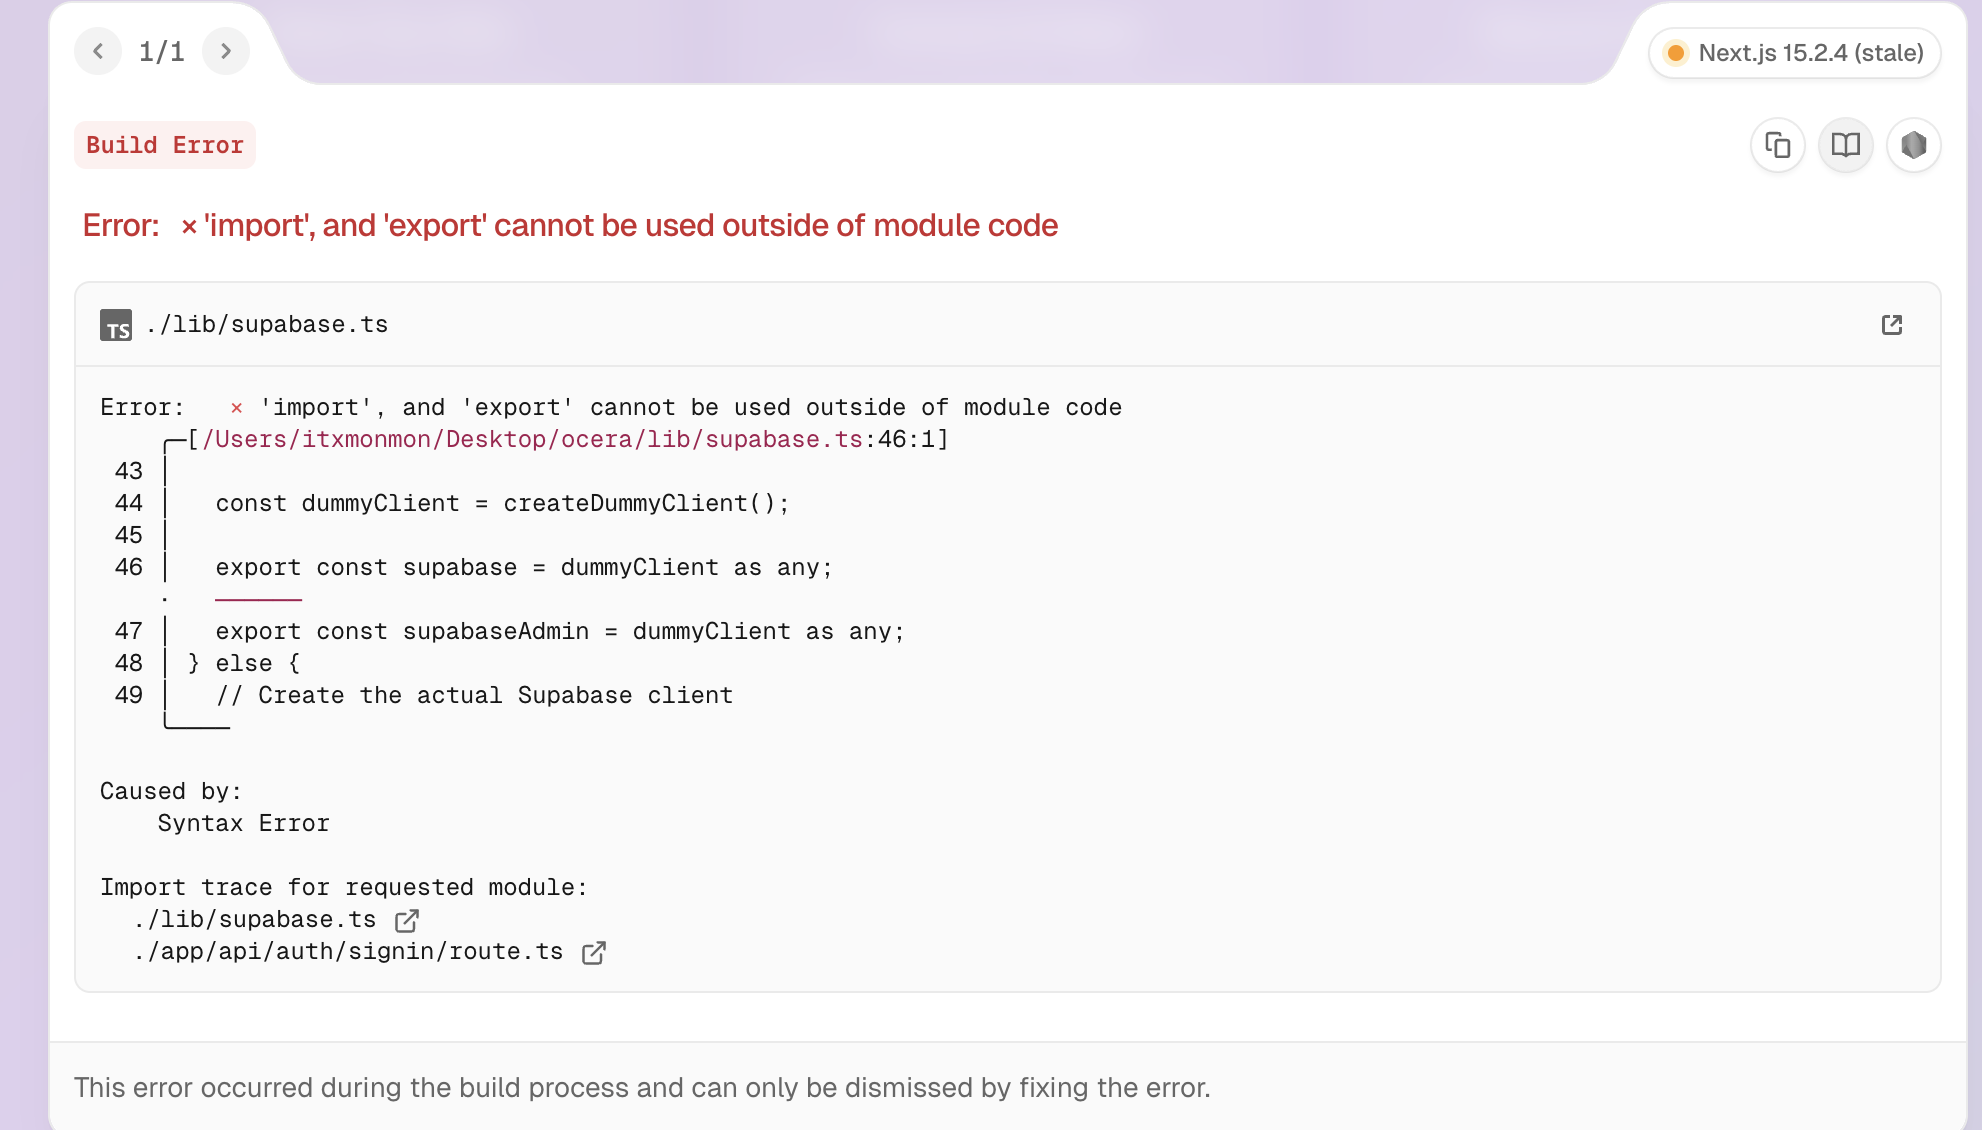 1/1
Next.js 15.2.4 (stale)
Build Error
Error: × 'import', and 'export' cannot be used outside of module code
TS ./lib/supabase.ts
Error:   × 'import', and 'export' cannot be used outside of module code
[/Users/itxmonmon/Desktop/ocera/lib/supabase.ts:46:1]
43
44 const dummyClient = createDummyClient();
45
46 export const supabase = dummyClient as any;
47 export const supabaseAdmin = dummyClient as any;
48 } else {
49 // Create the actual Supabase client
Caused by:
Syntax Error
Import trace for requested module:
./lib/supabase.ts
./app/api/auth/signin/route.ts
This error occurred during the build process and can only be dismissed by fixing the error.